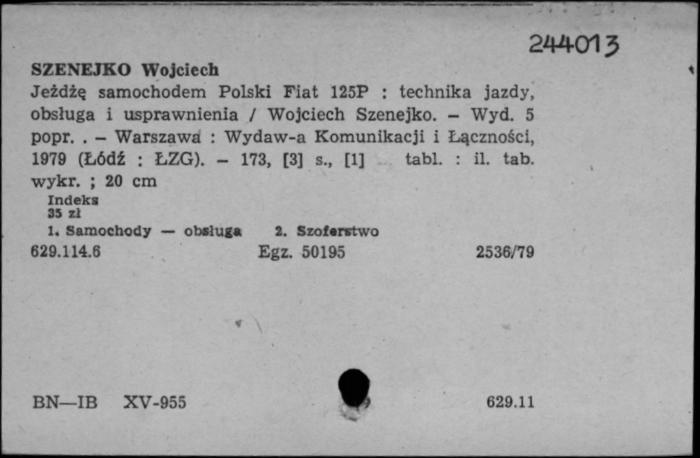 244013
SZENEJKO Wojciech
Jeżdżę samochodem Polski Fiat 125P : technika jazdy,
obsługa i usprawnienia / Wojciech Szenejko. — Wyd. 5
popr. . — Warszawa : Wydaw-a Komunikacji i Łączności,
1979 (Łódź : ŁZG). — 173, [3] s., [1] tabl. : il. tab.
wykr. ; 20 cm
Indeks
35 zł
1. Samochody — obsługa 2. Szoferstwo
629.114.6 Egz. 50195 2536/79
BN—IB XV-955 629.11